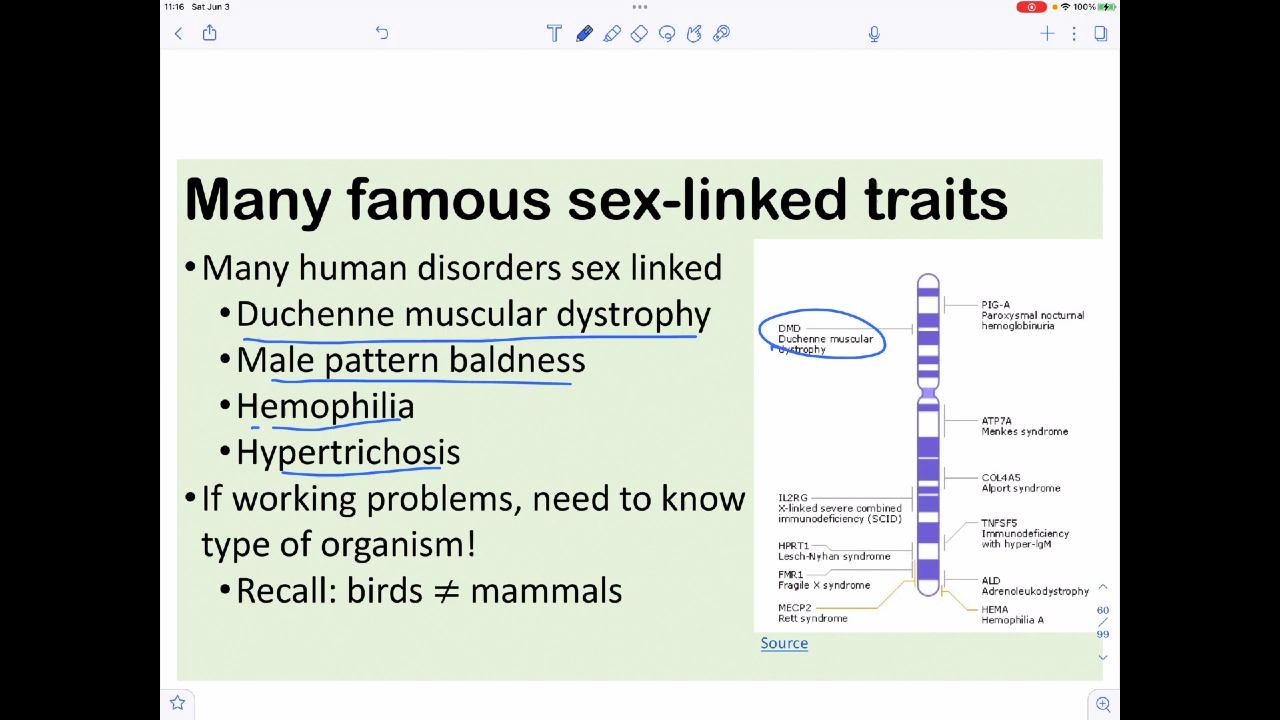 11:16 Sat Jun 3
100%
Many famous sex-linked traits
•Many human disorders sex linked
•Duchenne muscular dystrophy
•Male pattern baldness
•Hemophilia
•Hypertrichosis
•If working problems, need to know
type of organism!
•Recall: birds ≠ mammals
DMD
Duchenne muscular
dystrophy
IL2RG
X-linked severe combined
immunodeficiency (SCID)
HPRT1
Lesch-Nyhan syndrome
FMR1
Fragile X syndrome
MECP2
Rett syndrome
PIG-A
Paroxysmal nocturnal
hemoglobinuria
ATP7A
Menkes syndrome
COL4A5
Alport syndrome
TNFSF5
Immunodeficiency
with hyper-IgM
ALD
Adrenoleukodystrophy
HEMA
Hemophilia A
Source
60
/
99